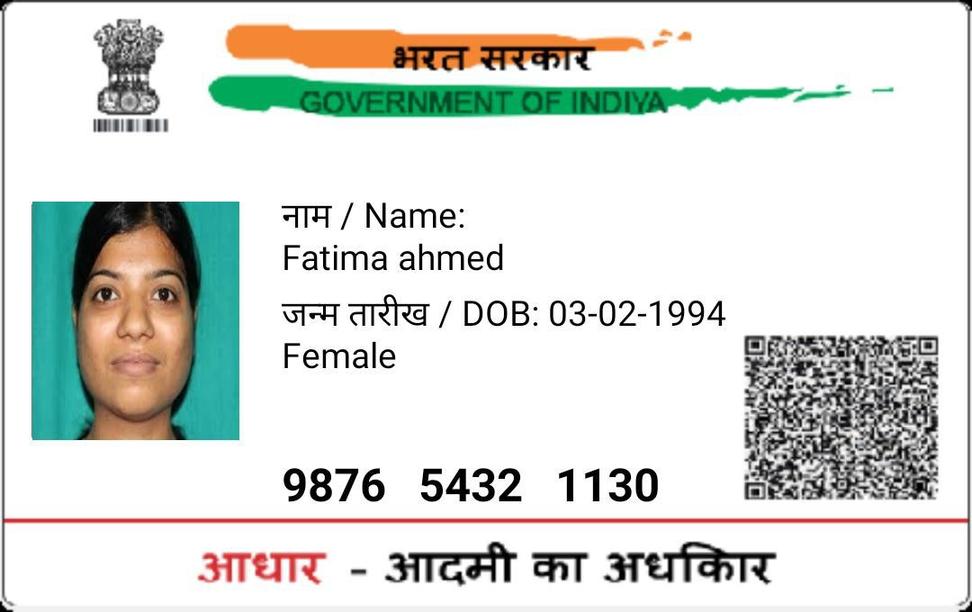 भरत सरकार
GOVERNMENT OF INDIYA
नाम / Name:
Fatima ahmed
जन्म तारीख / DOB: 03-02-1994
Female
9876 5432 1130
आधार - आदमी का अधकिार